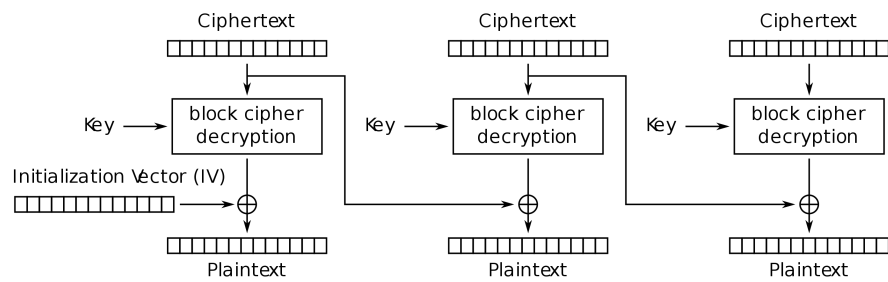 Ciphertext Ciphertext Ciphertext
block cipher block cipher block cipher
Key decryption Key decryption Key decryption
Initialization Vector (IV)
Plaintext Plaintext Plaintext